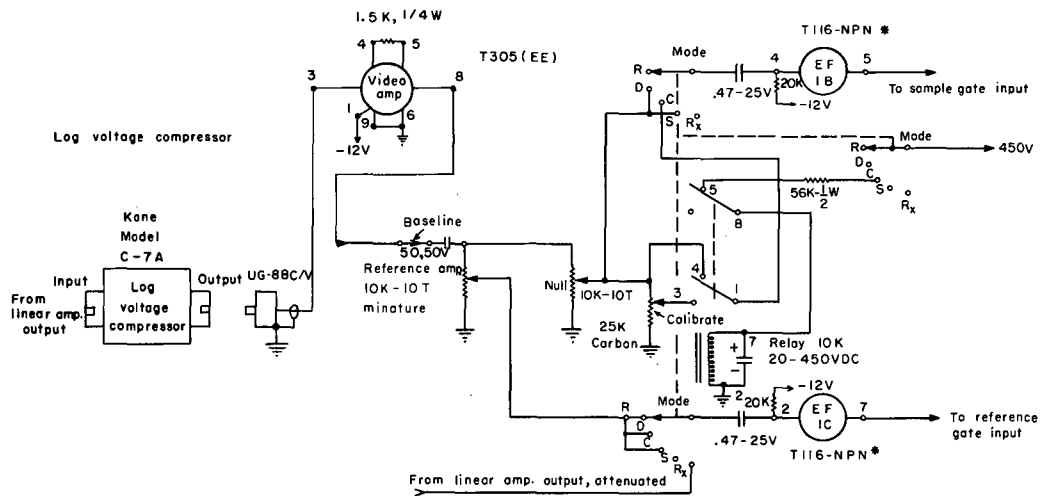 1.5 K, 1/4 W
4 5
T305 (EE)
Video
amp
3
8
1
9
6
-12V
Log voltage compressor
Kane
Model
C-7A
Input
Output
Log
voltage
compressor
From
linear amp.
output
UG-88C/V
Baseline
50,50V
Reference amp
10K-10T
minature
Null
10K-10T
25K
Carbon
Calibrate
T116-NPN *
Mode
R
D
C
S
Rx
4
EF
1B
5
.47-25V
20K
-12V
To sample gate input
Mode
R
D
C
S
Rx
450V
56K-1/2W
5
8
4
3
1
7
+
-
2
Relay 10K
20-450VDC
R
D
C
S
Rx
Mode
.47-25V
20K
-12V
2
EF
1C
7
T116-NPN *
To reference
gate input
From linear amp. output, attenuated